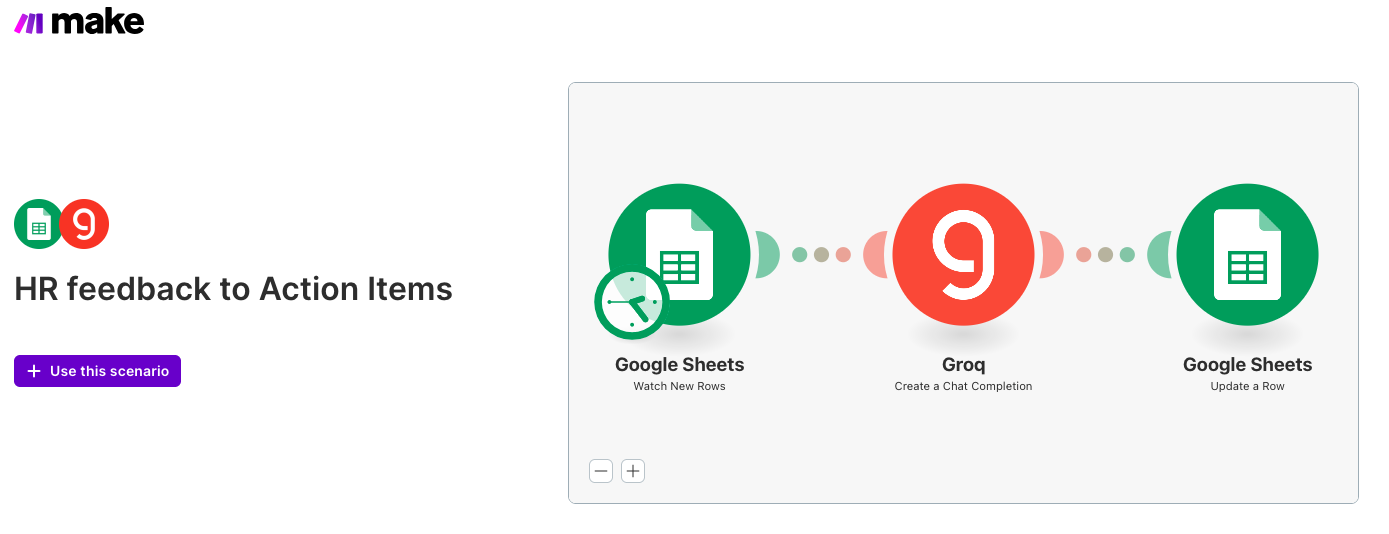 make
HR feedback to Action Items
Use this scenario
Google Sheets
Watch New Rows
Groq
Create a Chat Completion
Google Sheets
Update a Row